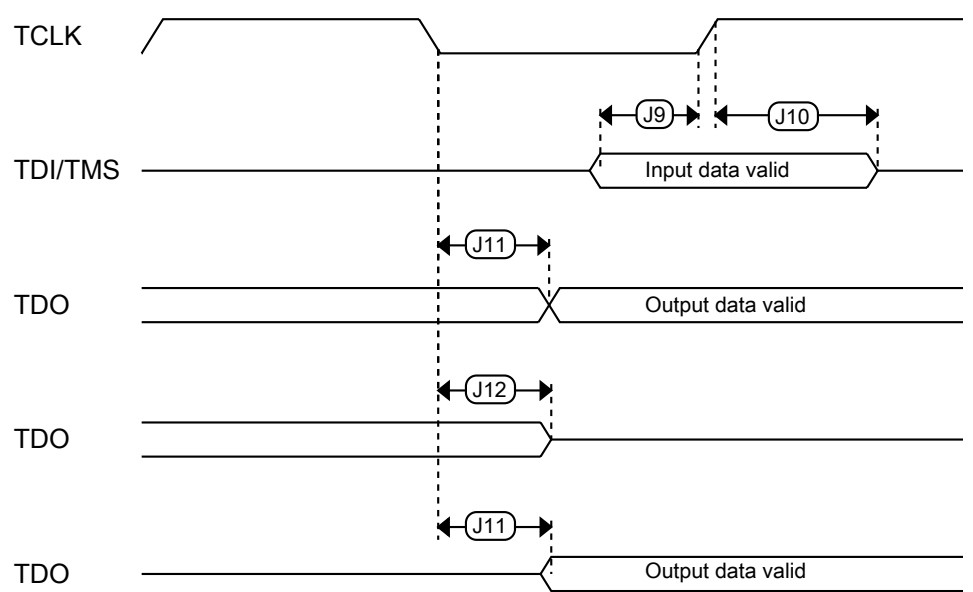 TCLK
J9
J10
TDI/TMS
Input data valid
J11
TDO
Output data valid
J12
TDO
J11
TDO
Output data valid